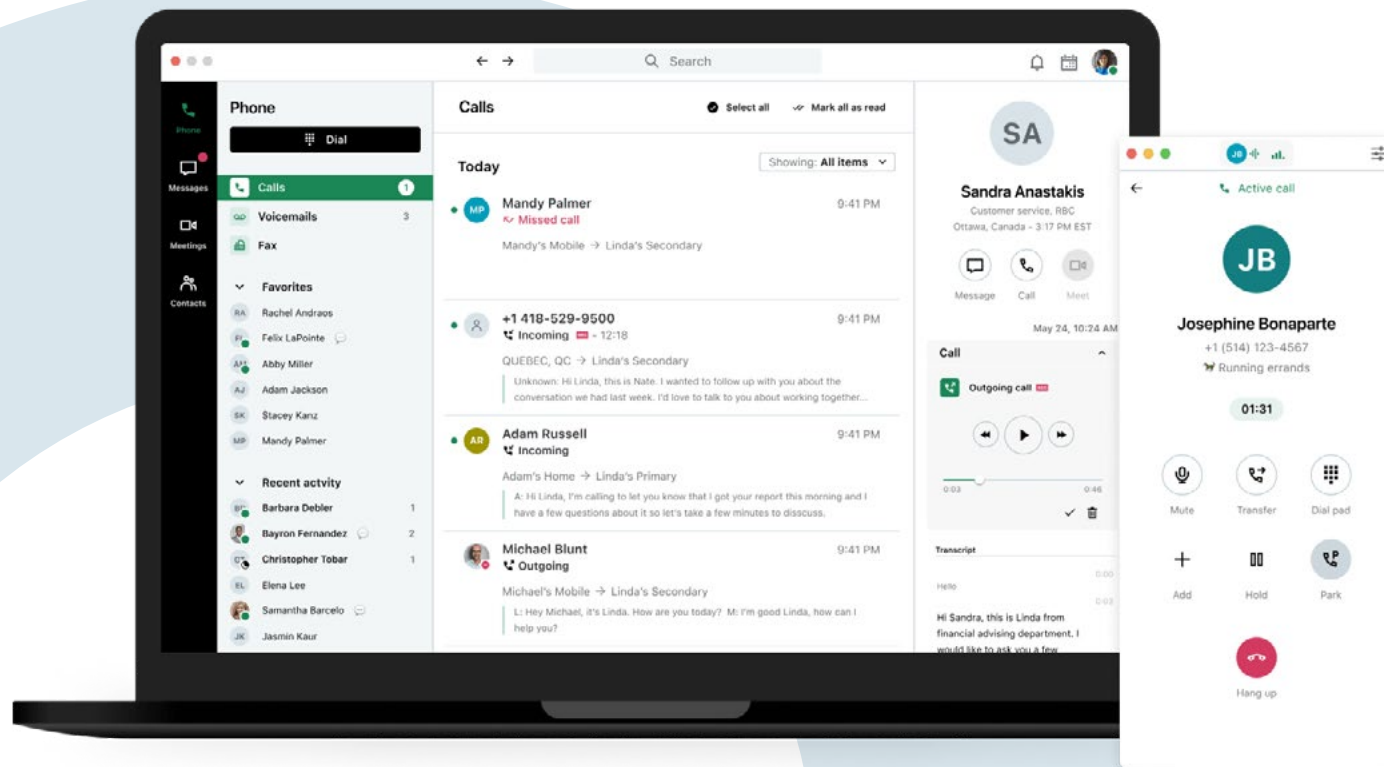 Search
Phone
Messages
Meetings
Contacts
Phone
Dial
Calls 1
Voicemails 3
Fax
Favorites
RA Rachel Andraos
Felix LaPointe
Abby Miller
AJ Adam Jackson
SK Stacey Kanz
MP Mandy Palmer
Recent actvity
Barbara Debler 1
Bayron Fernandez 2
Christopher Tobar 1
EL Elena Lee
Samantha Barcelo
JK Jasmin Kaur
Calls
Select all
Mark all as read
Today
Showing: All items
MP Mandy Palmer 9:41 PM
Missed call
Mandy's Mobile → Linda's Secondary
+1 418-529-9500 9:41 PM
Incoming - 12:18
QUEBEC, QC → Linda's Secondary
Unknown: Hi Linda, this is Nate. I wanted to follow up with you about the
conversation we had last week. I'd love to talk to you about working together...
AR Adam Russell 9:41 PM
Incoming
Adam's Home → Linda's Primary
A: Hi Linda, I'm calling to let you know that I got your report this morning and I
have a few questions about it so let's take a few minutes to disscuss.
Michael Blunt 9:41 PM
Outgoing
Michael's Mobile → Linda's Secondary
L: Hey Michael, it's Linda. How are you today? M: I'm good Linda, how can I
help you?
SA
Sandra Anastakis
Customer service, RBC
Ottawa, Canada - 3:17 PM EST
Message Call Meet
May 24, 10:24 AM
Call
Outgoing call
0:03 0:46
Transcript
0:00
Hello
0:03
Hi Sandra, this is Linda from
financial advising department. I
would like to ask you a few
JB
Active call
JB
Josephine Bonaparte
+1 (514) 123-4567
Running errands
01:31
Mute Transfer Dial pad
Add Hold Park
Hang up